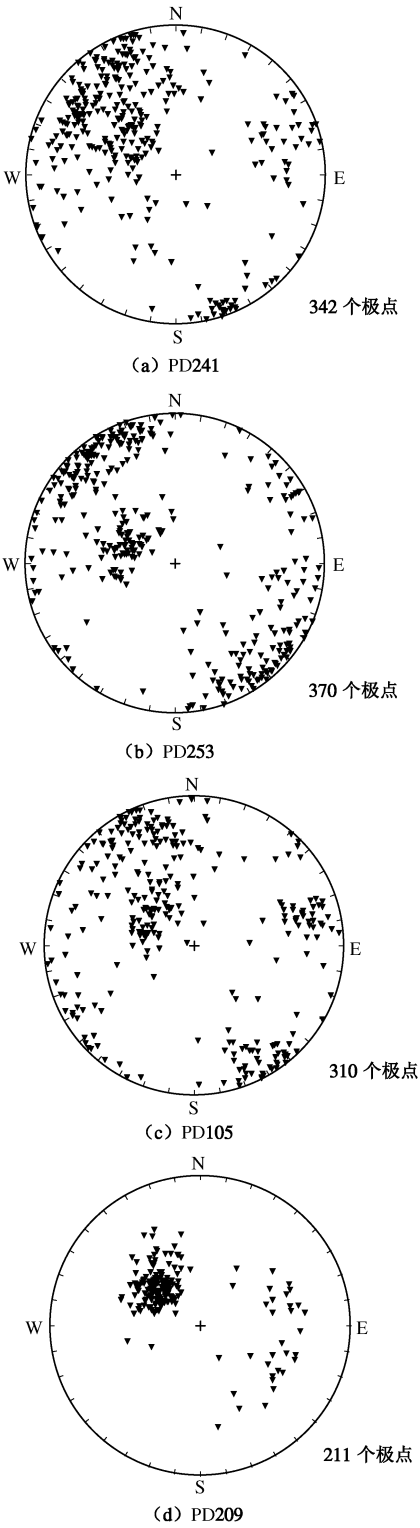 N
W
E
342 个极点
S
（a）PD241
N
W
E
370 个极点
S
（b）PD253
N
W
E
310 个极点
S
（c）PD105
N
W
E
211 个极点
S
（d）PD209